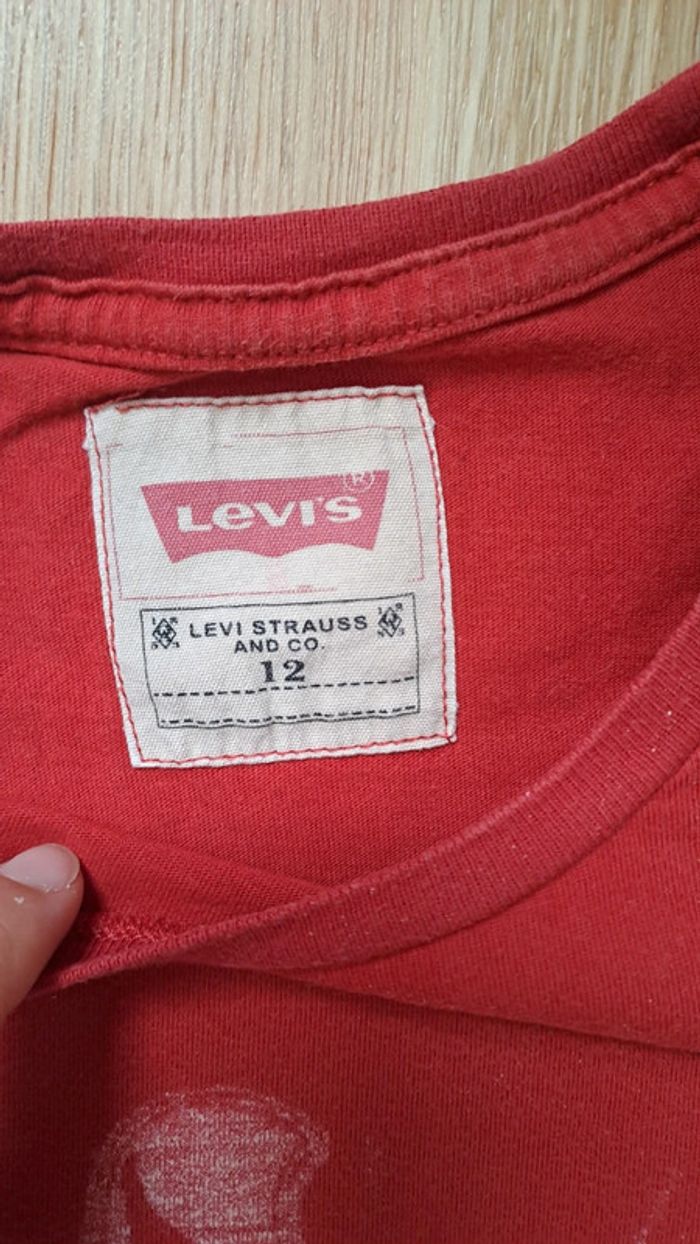 LEVI'S®
LEVI STRAUSS
AND CO.
12